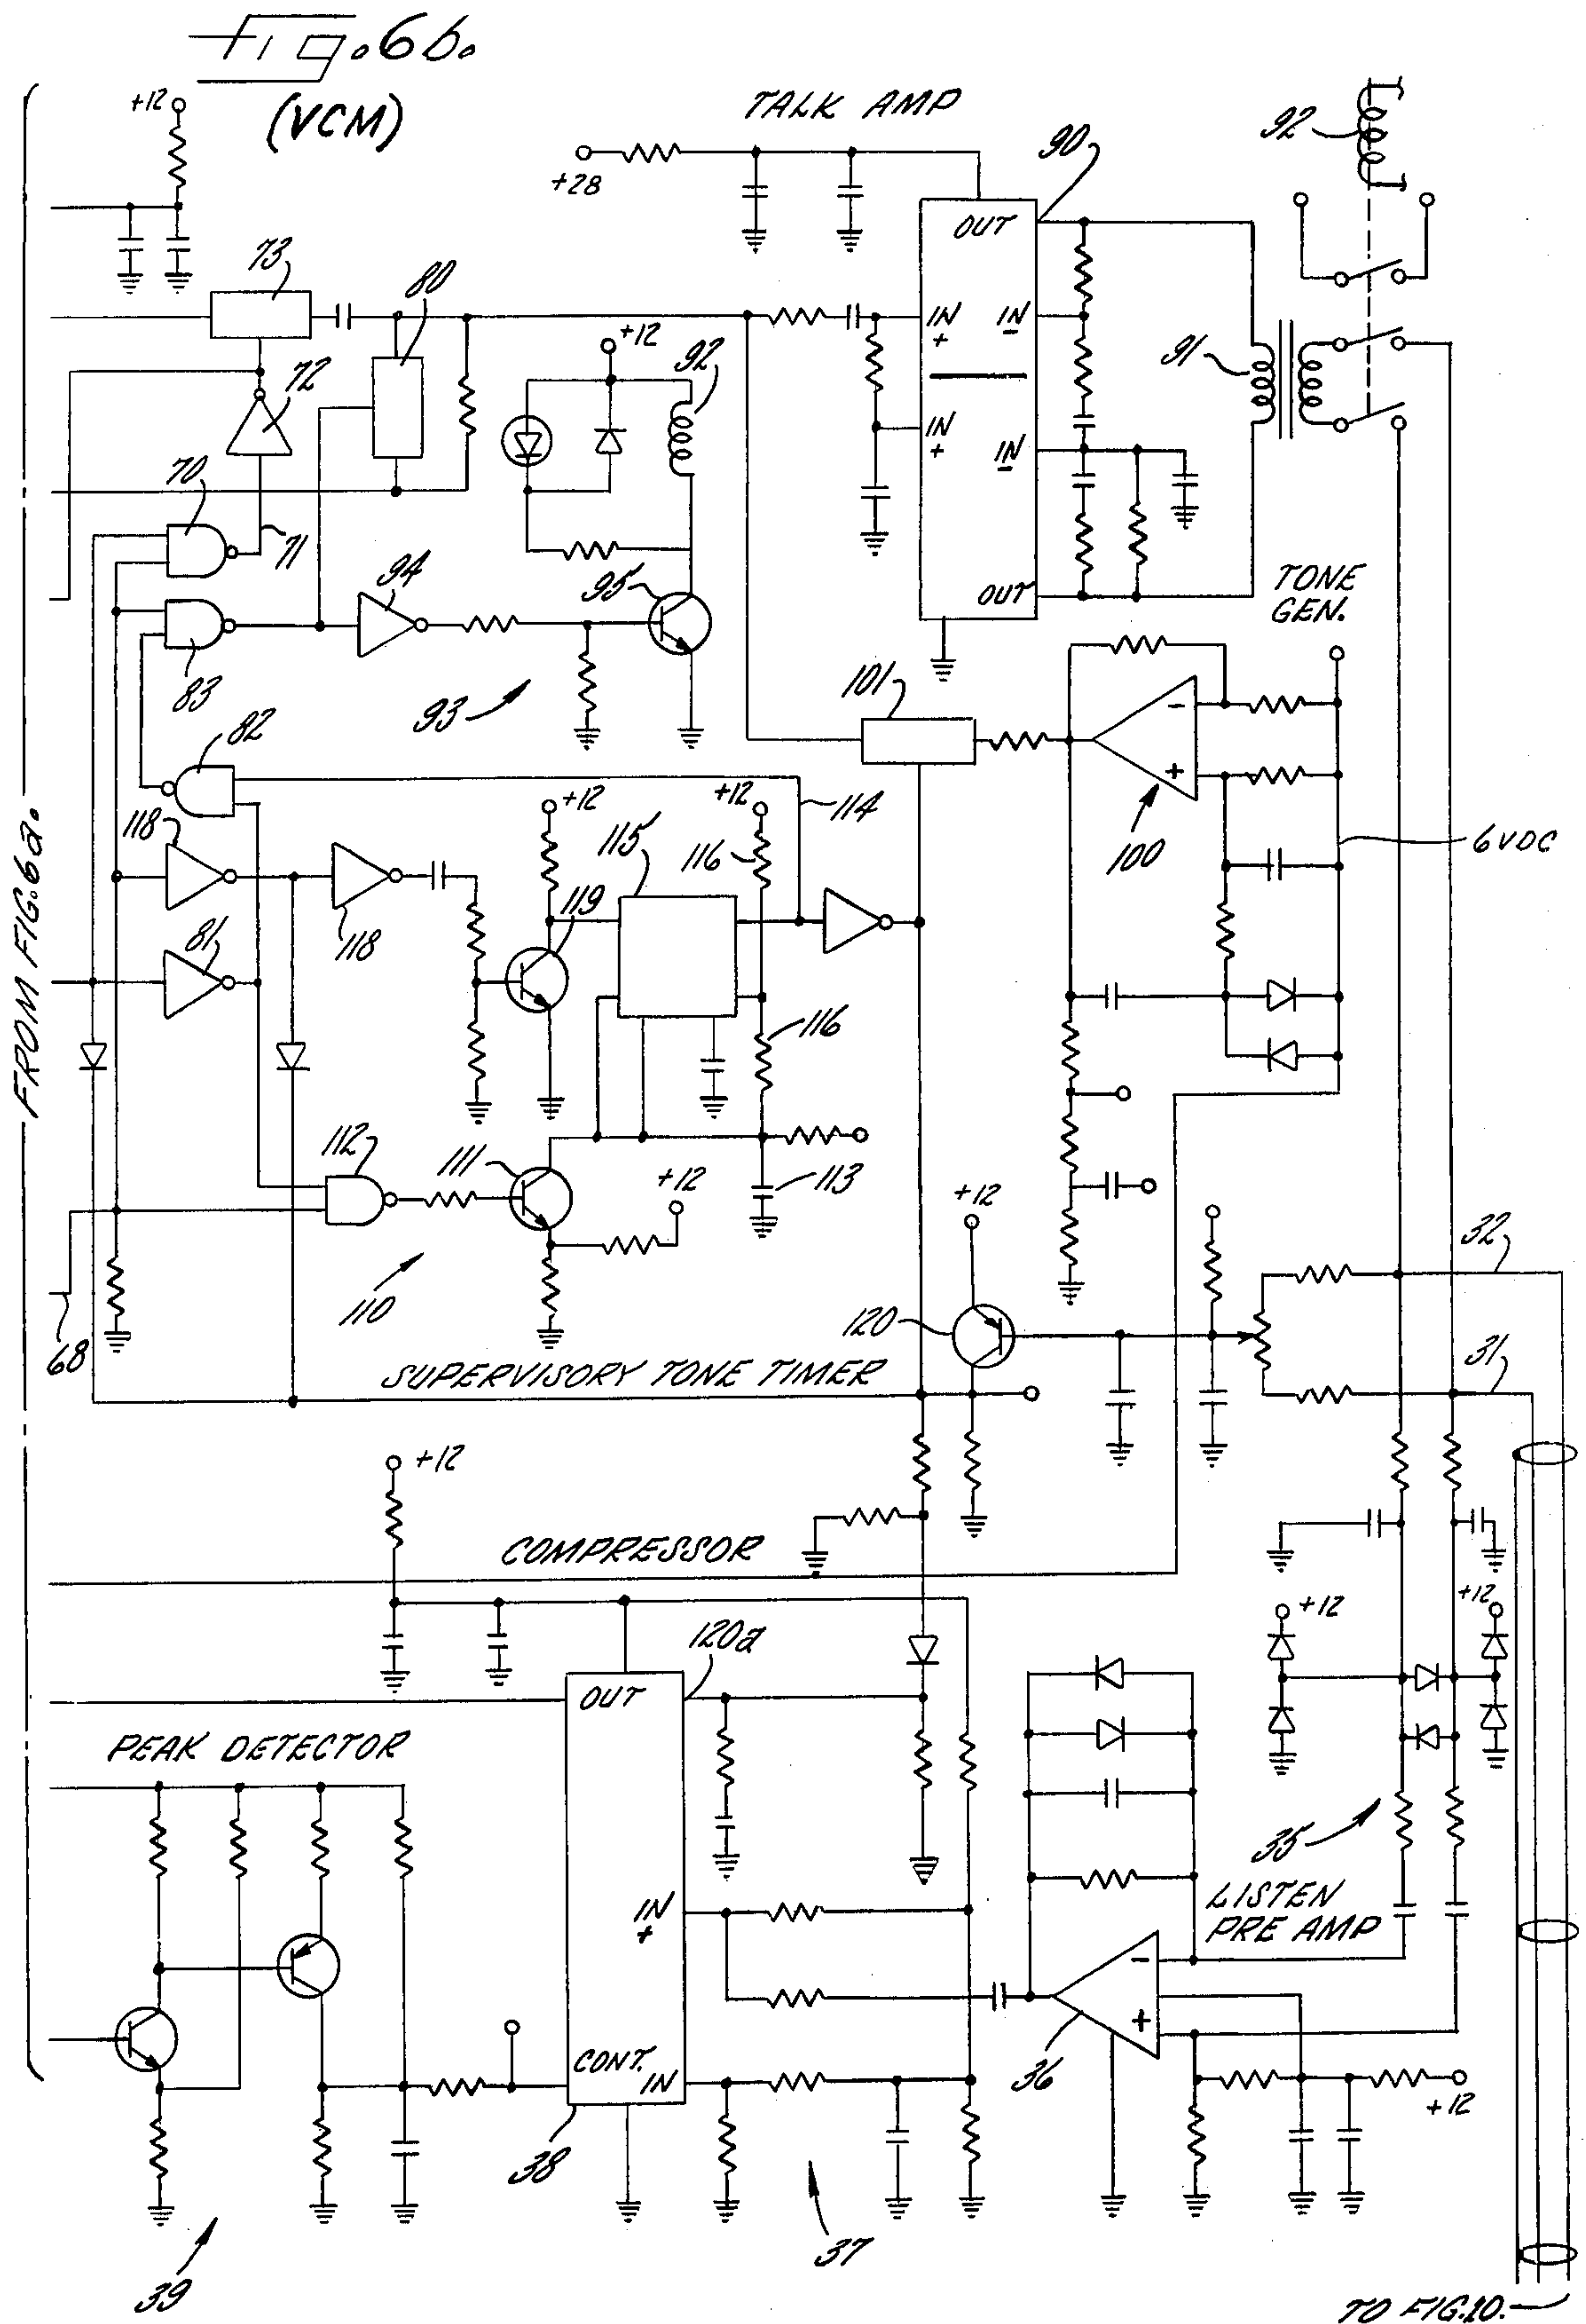 Fig. 6b.
(VCM)
+12
TALK AMP
90
92
+28
OUT
73
80
IN
+
IN
-
+12
92
91
72
IN
+
IN
-
70
71
94
95
OUT
TONE
GEN.
83
93
101
-
+
82
+12
+12
114
118
115
116
100
6 VDC
119
118
81
116
FROM FIG. 6a.
112
111
+12
113
+12
32
110
120
68
31
SUPERVISORY TONE TIMER
+12
COMPRESSOR
+12
+12
120a
OUT
PEAK DETECTOR
35
LISTEN
PRE AMP
IN
+
-
+
36
CONT.
IN
+12
38
37
39
TO FIG. 10.